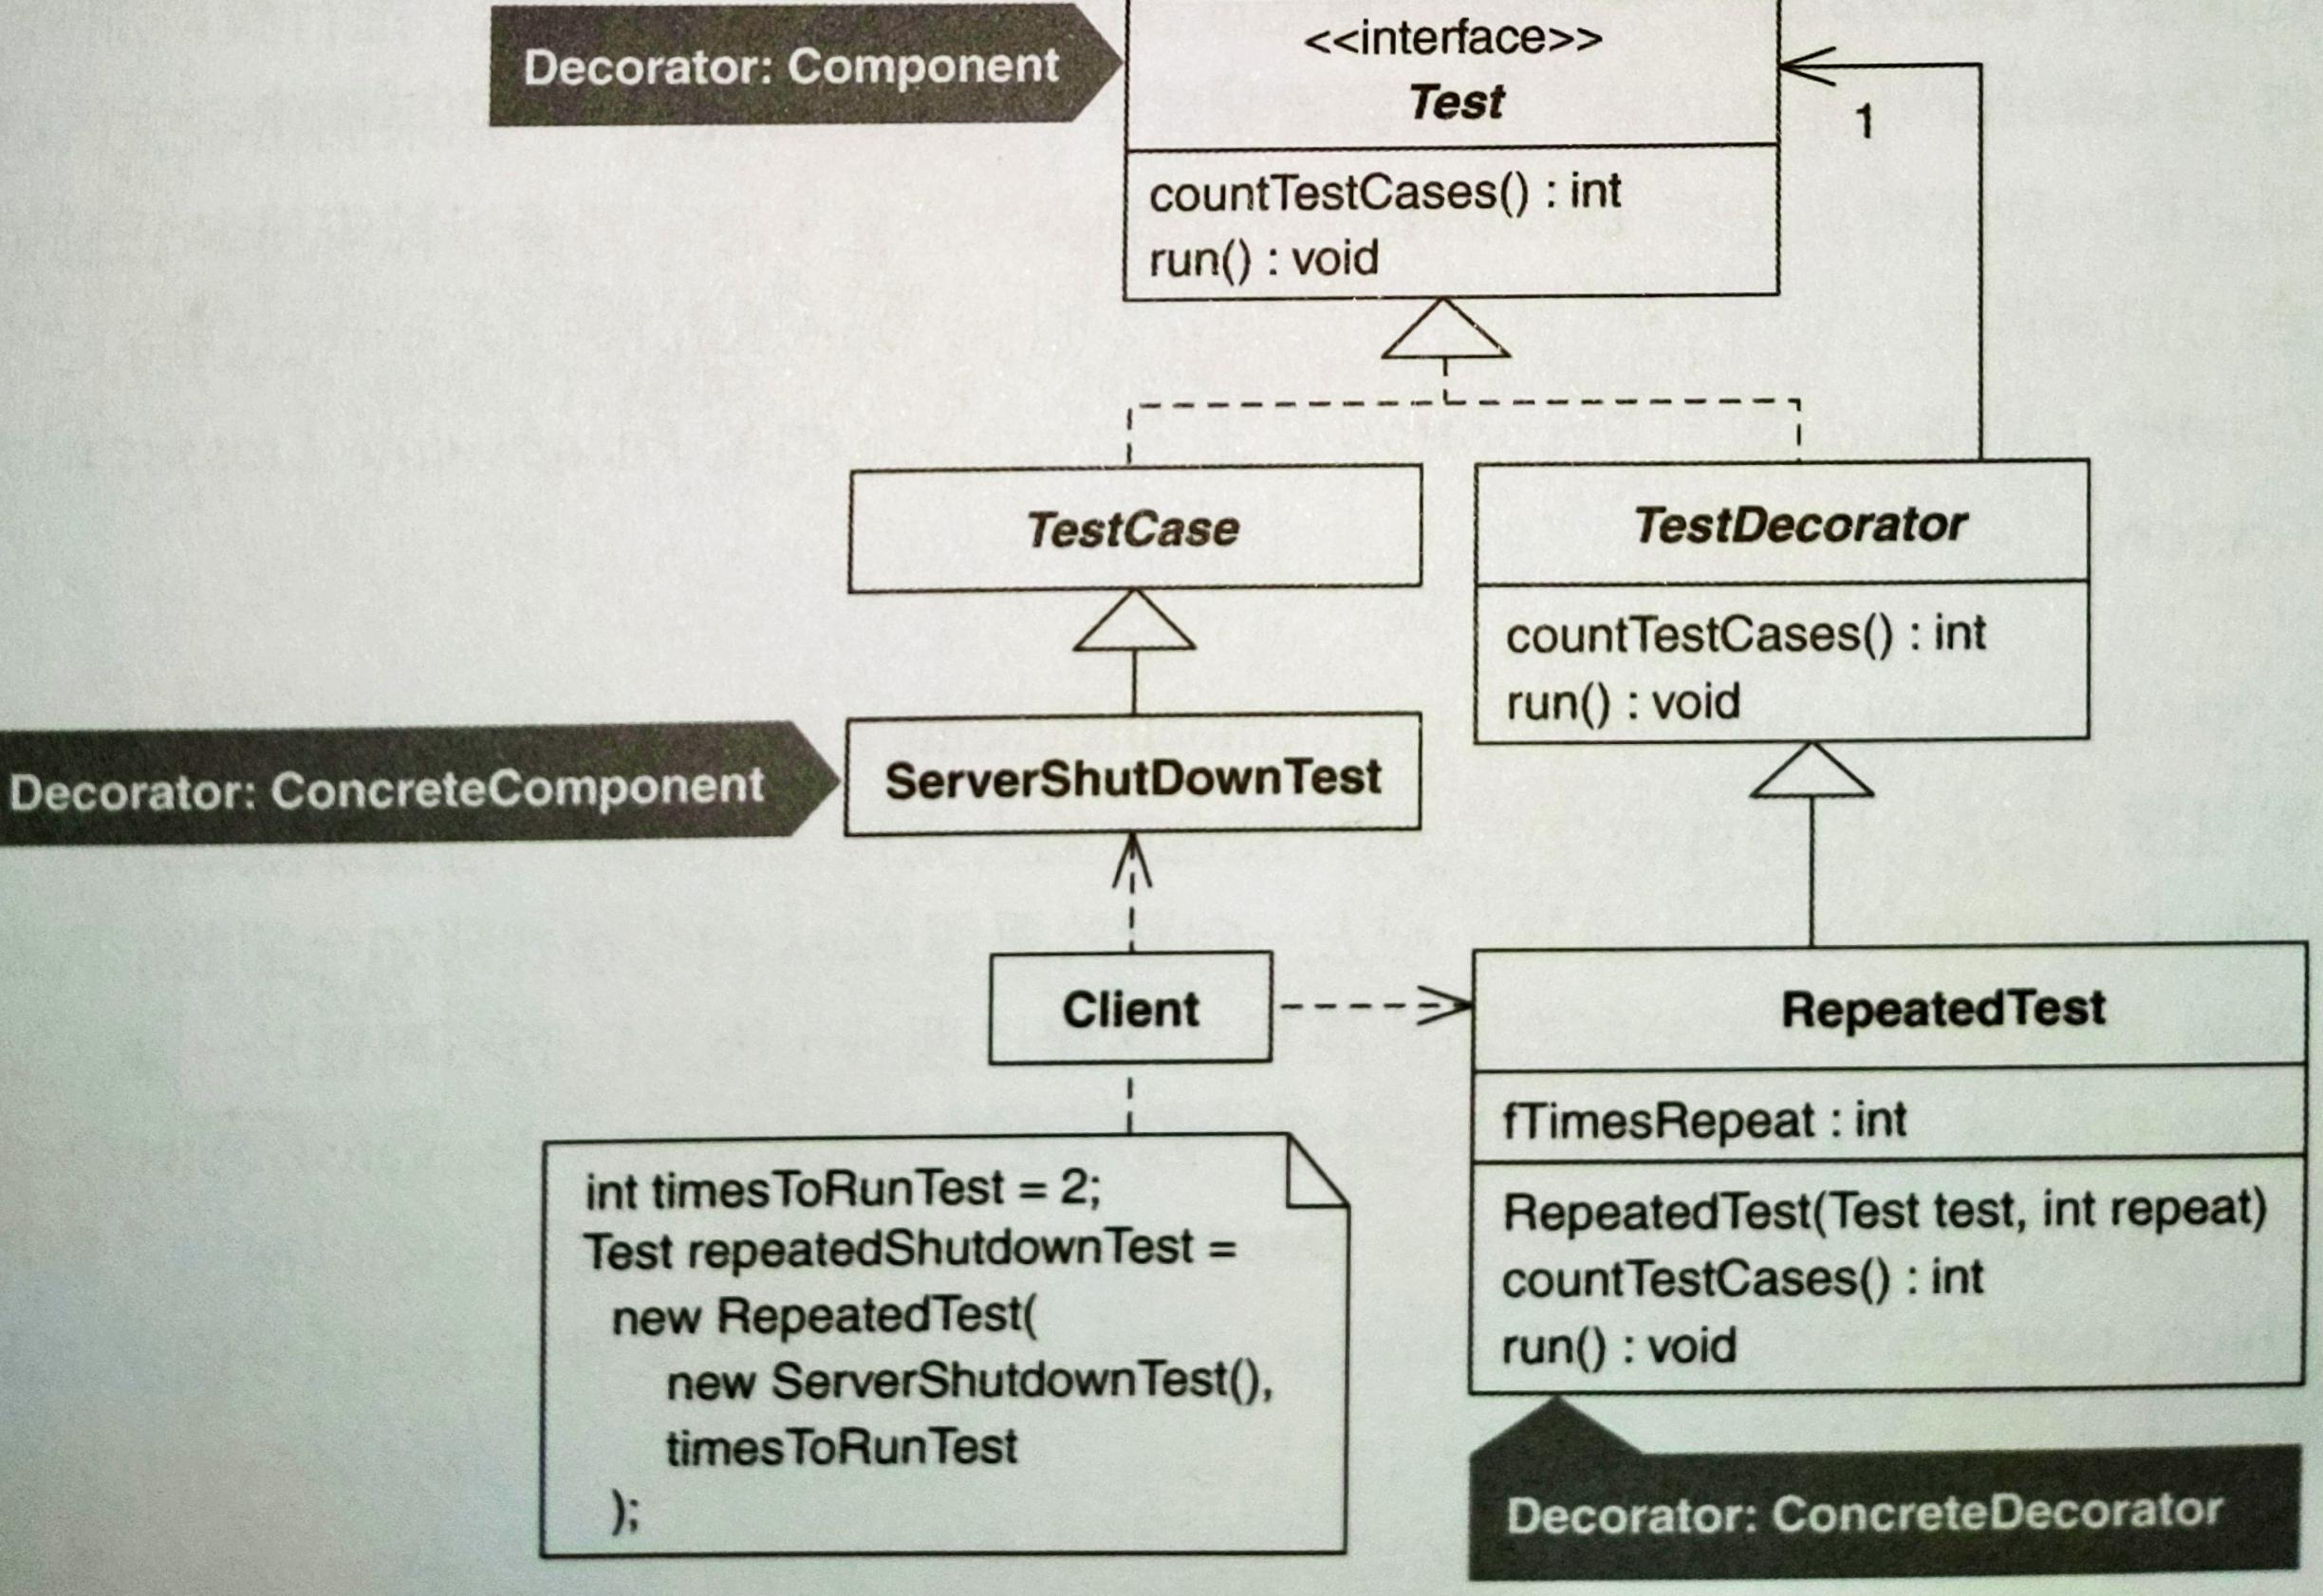 Decorator: Component
<<interface>>
Test
1
countTestCases() : int
run() : void
TestCase
TestDecorator
countTestCases() : int
run() : void
Decorator: ConcreteComponent
ServerShutDownTest
Client
RepeatedTest
fTimesRepeat : int
RepeatedTest(Test test, int repeat)
countTestCases() : int
run() : void
int timesToRunTest = 2;
Test repeatedShutdownTest =
new RepeatedTest(
new ServerShutdownTest(),
timesToRunTest
);
Decorator: ConcreteDecorator